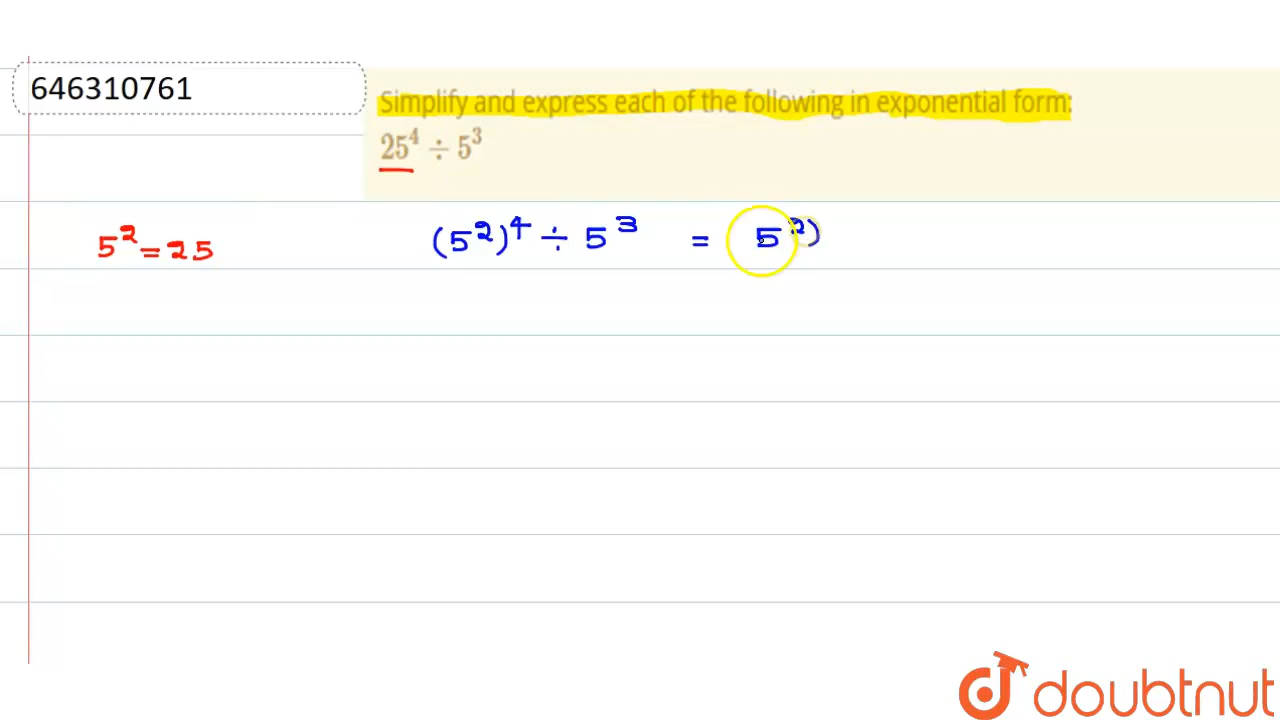 646310761
Simplify and express each of the following in exponential form:
25⁴ ÷ 5³
5² = 25
(5²)⁴ ÷ 5³ = 5²)
doubtnut